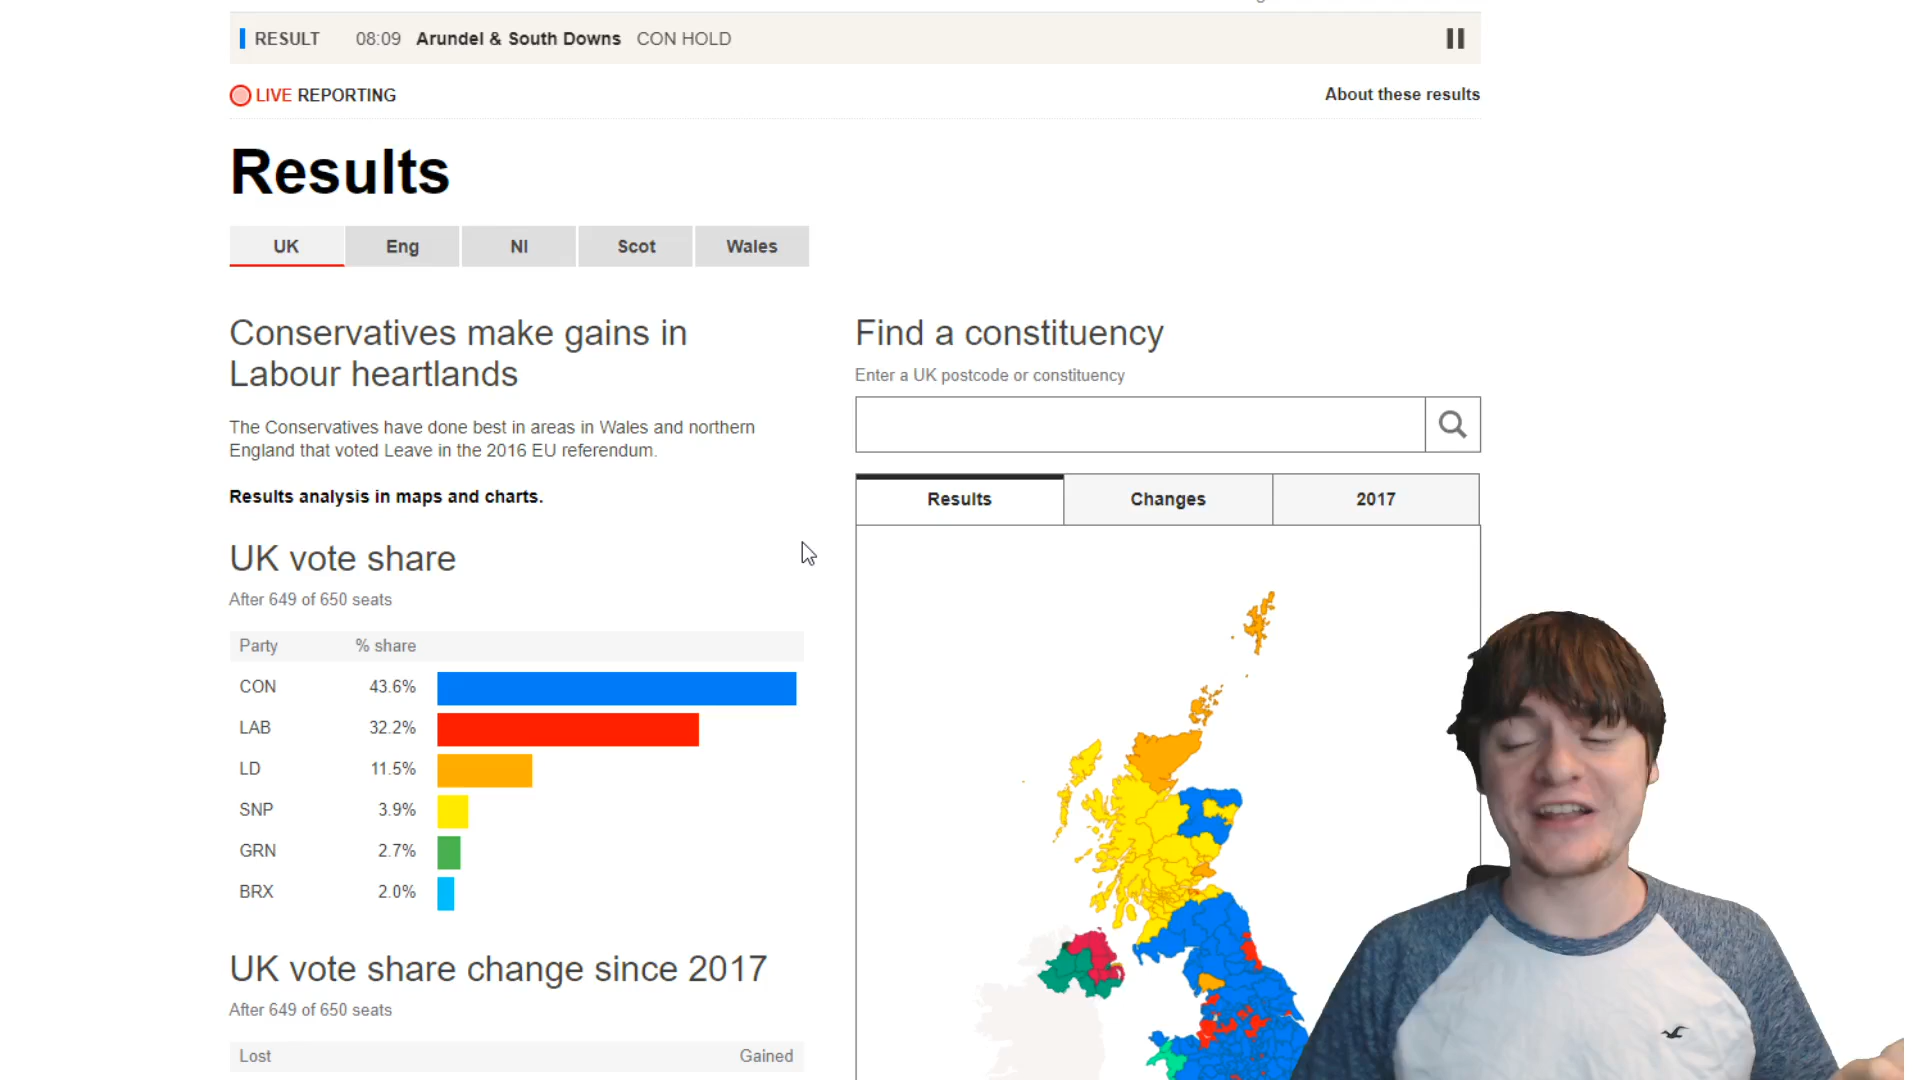 RESULT 08:09 Arundel & South Downs CON HOLD
LIVE REPORTING
About these results
Results
UK Eng NI Scot Wales
Conservatives make gains in
Labour heartlands
The Conservatives have done best in areas in Wales and northern
England that voted Leave in the 2016 EU referendum.
Results analysis in maps and charts.
UK vote share
After 649 of 650 seats
Party % share
CON 43.6%
LAB 32.2%
LD 11.5%
SNP 3.9%
GRN 2.7%
BRX 2.0%
UK vote share change since 2017
After 649 of 650 seats
Lost Gained
Find a constituency
Enter a UK postcode or constituency
Results Changes 2017